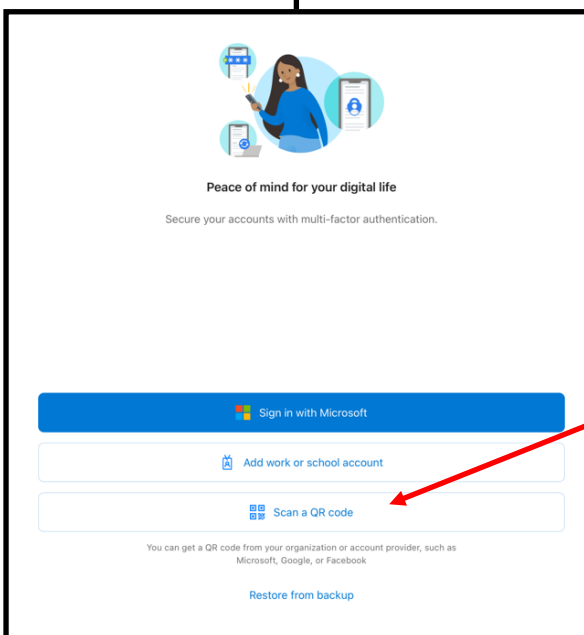 Peace of mind for your digital life
Secure your accounts with multi-factor authentication.
Sign in with Microsoft
Add work or school account
Scan a QR code
You can get a QR code from your organization or account provider, such as
Microsoft, Google, or Facebook
Restore from backup